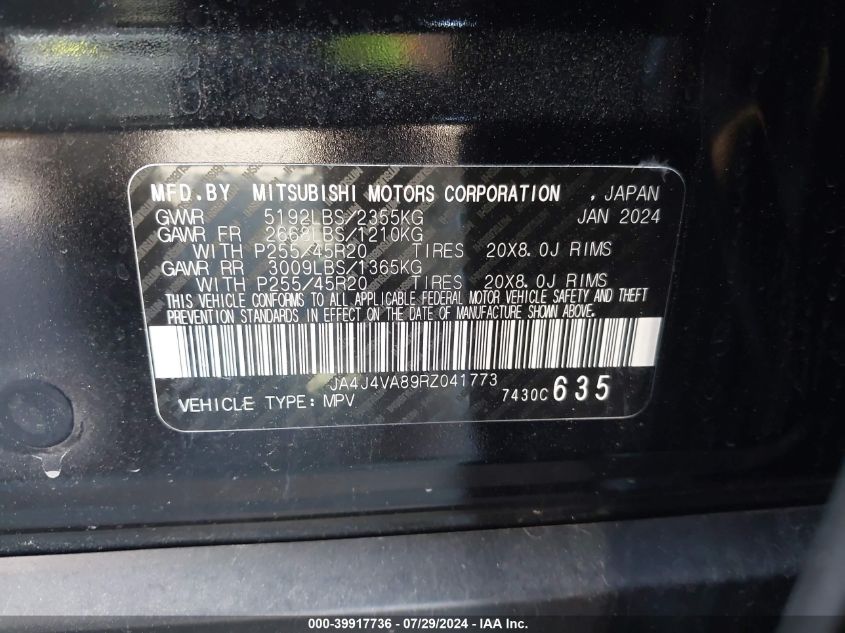 MFD. BY MITSUBISHI MOTORS CORPORATION , JAPAN
GWR 5192LBS/2355KG JAN 2024
GAWR FR 2668LBS/1210KG
WITH P255/45R20 TIRES 20X8.0J RIMS
GAWR RR 3009LBS/1365KG
WITH P255/45R20 TIRES 20X8.0J RIMS
THIS VEHICLE CONFORMS TO ALL APPLICABLE FEDERAL MOTOR VEHICLE SAFETY AND THEFT
PREVENTION STANDARDS IN EFFECT ON THE DATE OF MANUFACTURE SHOWN ABOVE.
JA4J4VA89RZ041773
VEHICLE TYPE: MPV 7430C 635
000-39917736 - 07/29/2024 - IAA Inc.